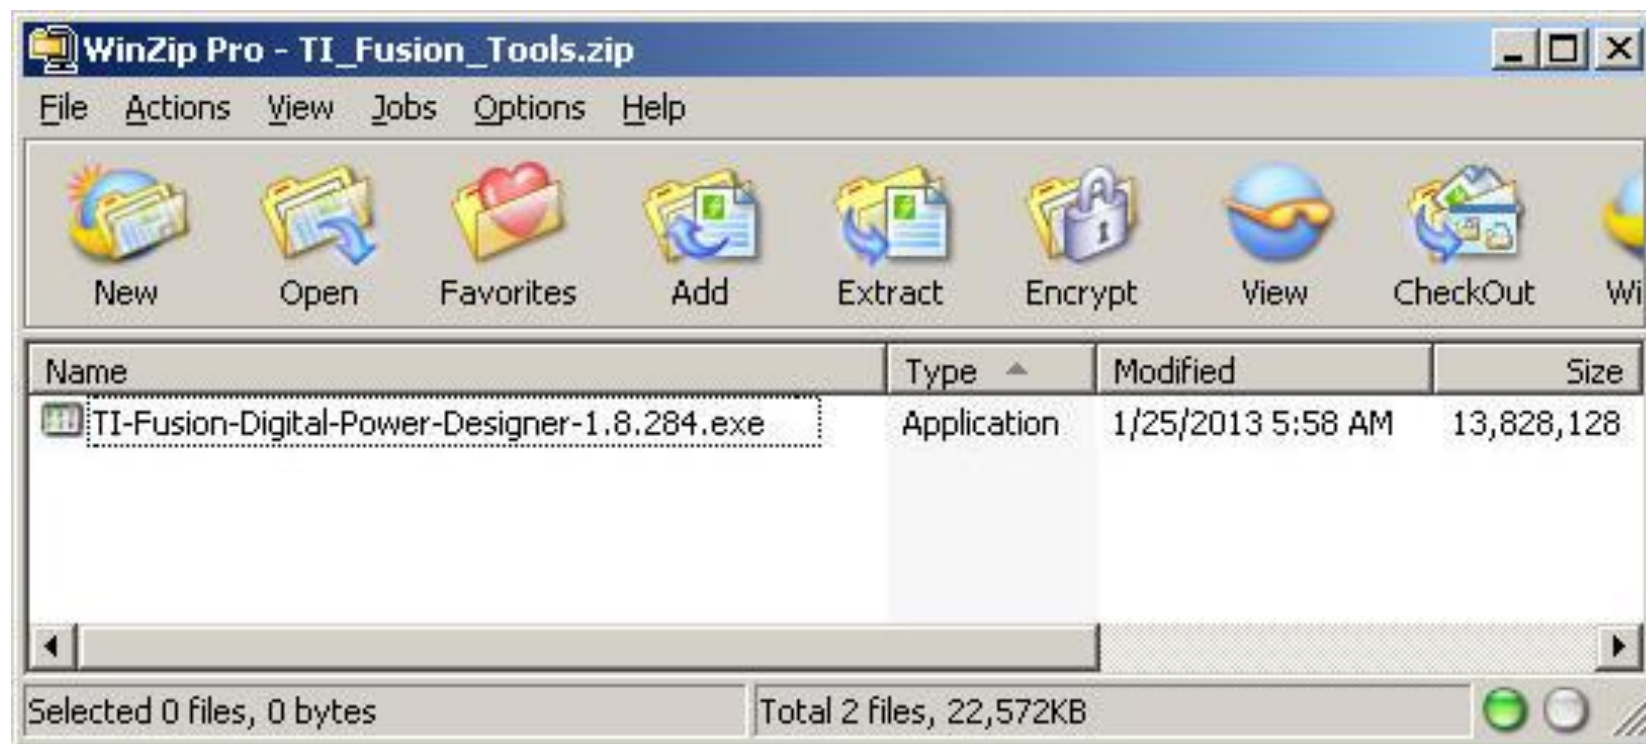 WinZip Pro - TI_Fusion_Tools.zip
File Actions View Jobs Options Help
New Open Favorites Add Extract Encrypt View CheckOut Wi
Name Type Modified Size
TI-Fusion-Digital-Power-Designer-1.8.284.exe Application 1/25/2013 5:58 AM 13,828,128
Selected 0 files, 0 bytes Total 2 files, 22,572KB